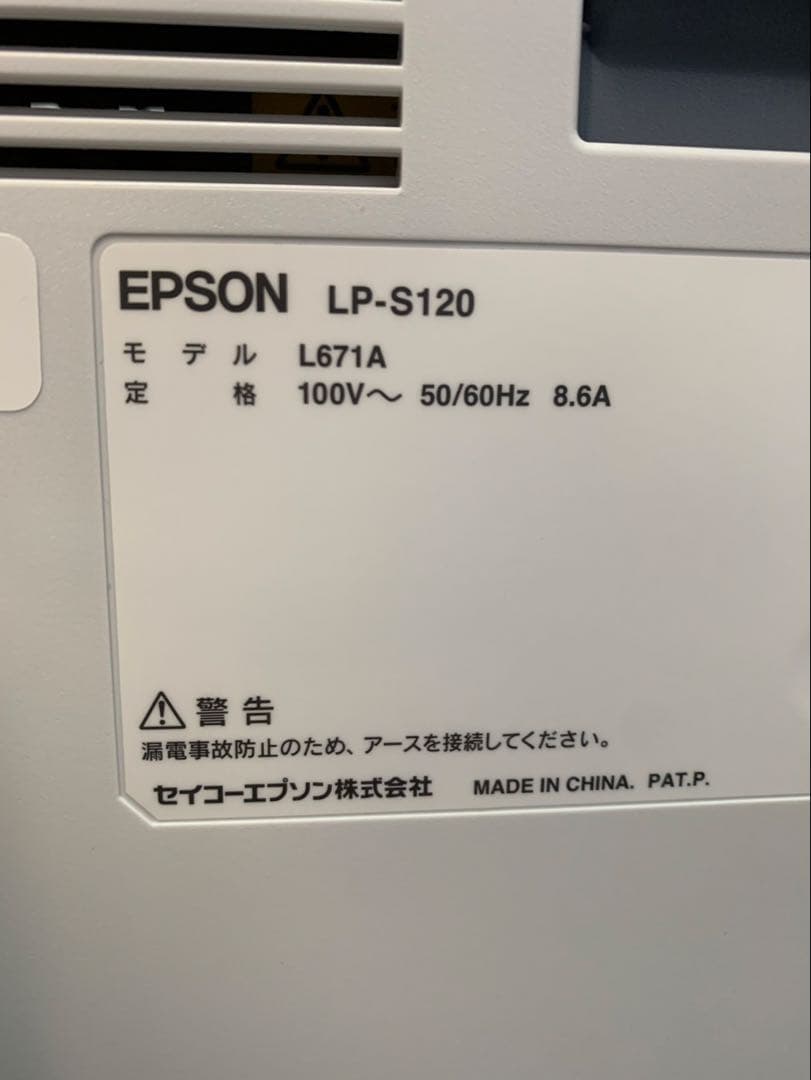 EPSON LP-S120
モデル L671A
定格 100V～ 50/60Hz 8.6A
警告
漏電事故防止のため、アースを接続してください。
セイコーエプソン株式会社 MADE IN CHINA. PAT.P.